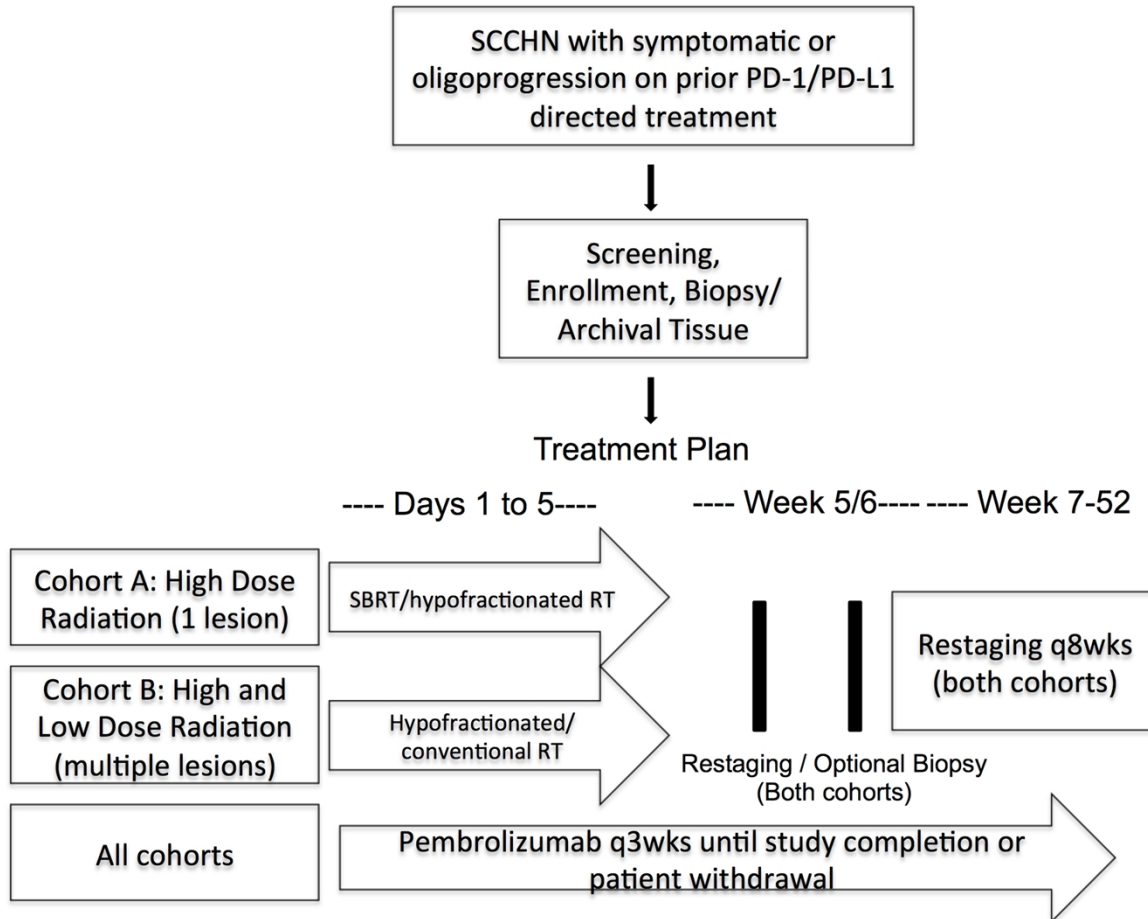 SCCHN with symptomatic or
oligoprogression on prior PD-1/PD-L1
directed treatment
Screening,
Enrollment, Biopsy/
Archival Tissue
Treatment Plan
---- Days 1 to 5----
---- Week 5/6----
---- Week 7-52
Cohort A: High Dose
Radiation (1 lesion)
SBRT/hypofractionated RT
Restaging q8wks
(both cohorts)
Cohort B: High and
Low Dose Radiation
(multiple lesions)
Hypofractionated/
conventional RT
Restaging / Optional Biopsy
(Both cohorts)
All cohorts
Pembrolizumab q3wks until study completion or
patient withdrawal